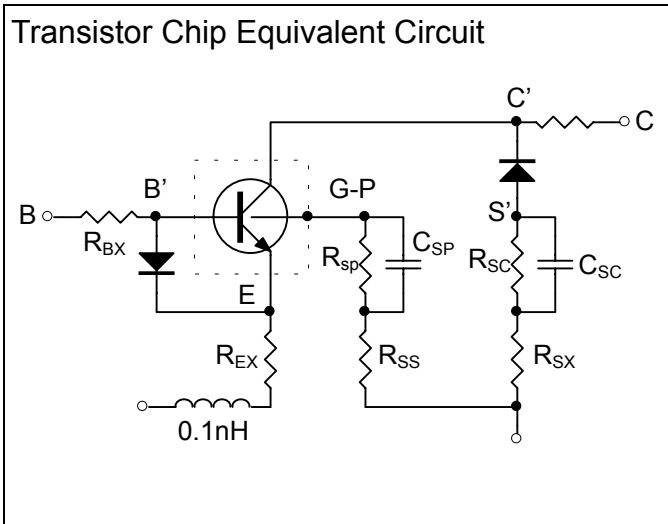 Transistor Chip Equivalent Circuit
C'
C
B'
G-P
S'
B
R_BX
R_sp
C_SP
R_SC
C_SC
E
R_EX
R_SS
R_SX
0.1nH